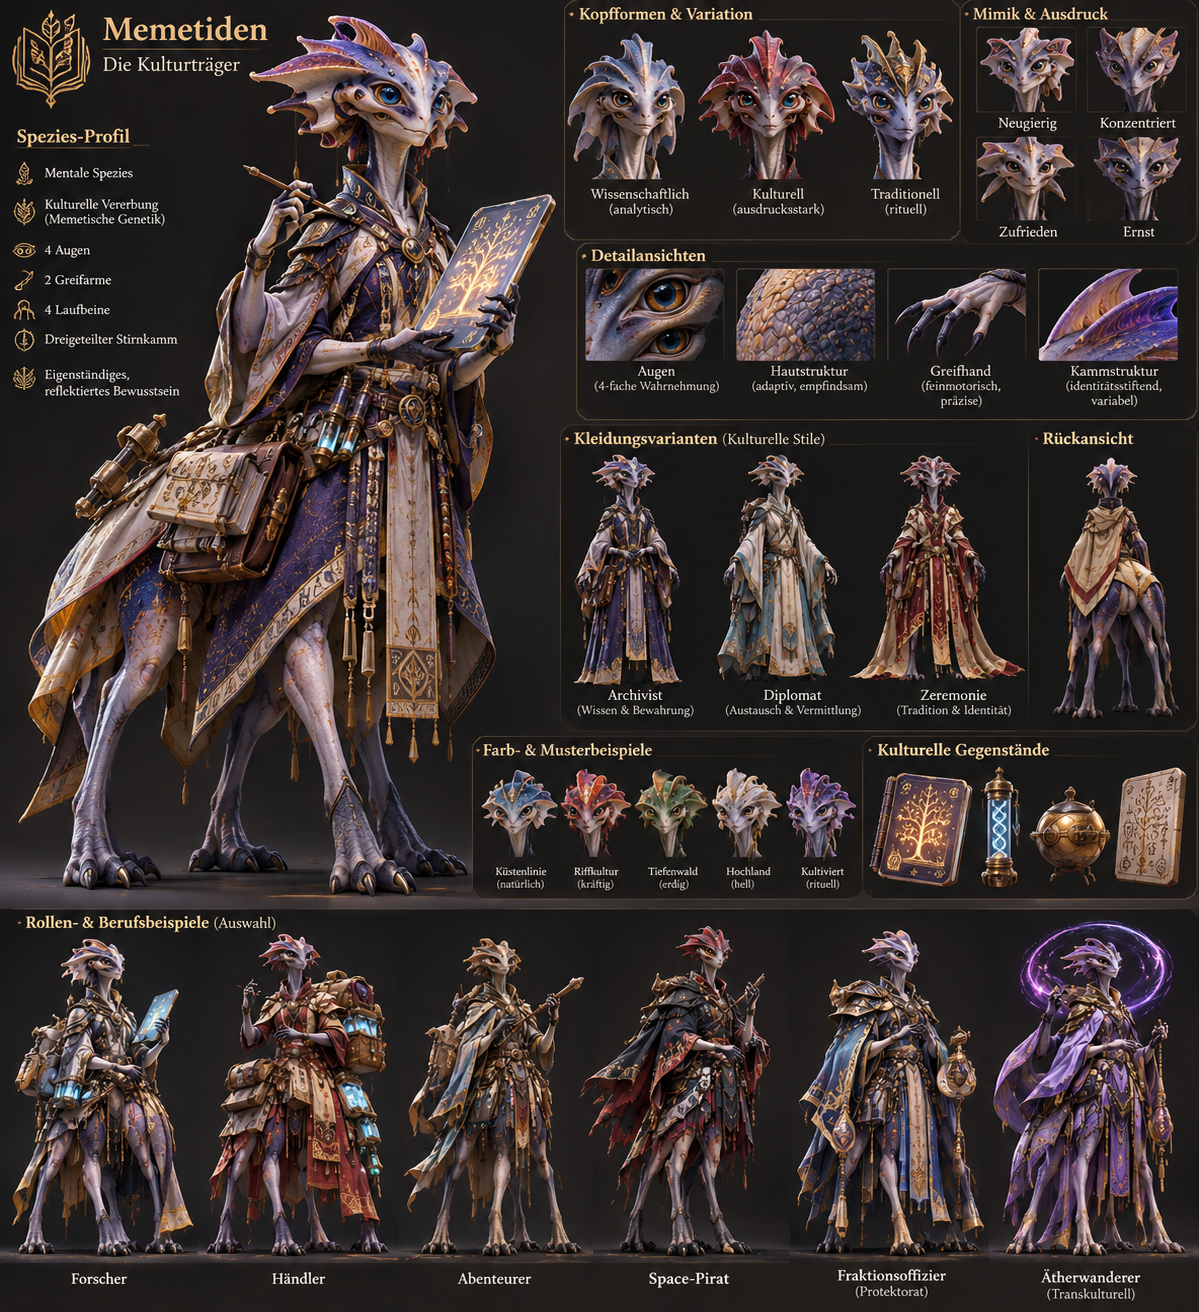 Memetiden
Die Kulturträger
Spezies-Profil
Mentale Spezies
Kulturelle Vererbung
(Memetische Genetik)
4 Augen
2 Greifarme
4 Laufbeine
Dreigeteilter Stirnkamm
Eigenständiges,
reflektiertes Bewusstsein
Kopfformen & Variation
Wissenschaftlich
(analytisch)
Kulturell
(ausdrucksstark)
Traditionell
(rituell)
Mimik & Ausdruck
Neugierig
Konzentriert
Zufrieden
Ernst
Detailansichten
Augen
(4-fache Wahrnehmung)
Hautstruktur
(adaptiv, empfindsam)
Greifhand
(feinmotorisch,
präzise)
Kammstruktur
(identitätsstiftend,
variabel)
Kleidungsvarianten (Kulturelle Stile)
Archivist
(Wissen & Bewahrung)
Diplomat
(Austausch & Vermittlung)
Zeremonie
(Tradition & Identität)
Rückansicht
Farb- & Musterbeispiele
Küstenlinie
(natürlich)
Riffkultur
(kräftig)
Tiefenwald
(erdig)
Hochland
(hell)
Kultiviert
(rituell)
Kulturelle Gegenstände
Rollen- & Berufsbeispiele (Auswahl)
Forscher
Händler
Abenteurer
Space-Pirat
Fraktionsoffizier
(Protektorat)
Ätherwanderer
(Transkulturell)